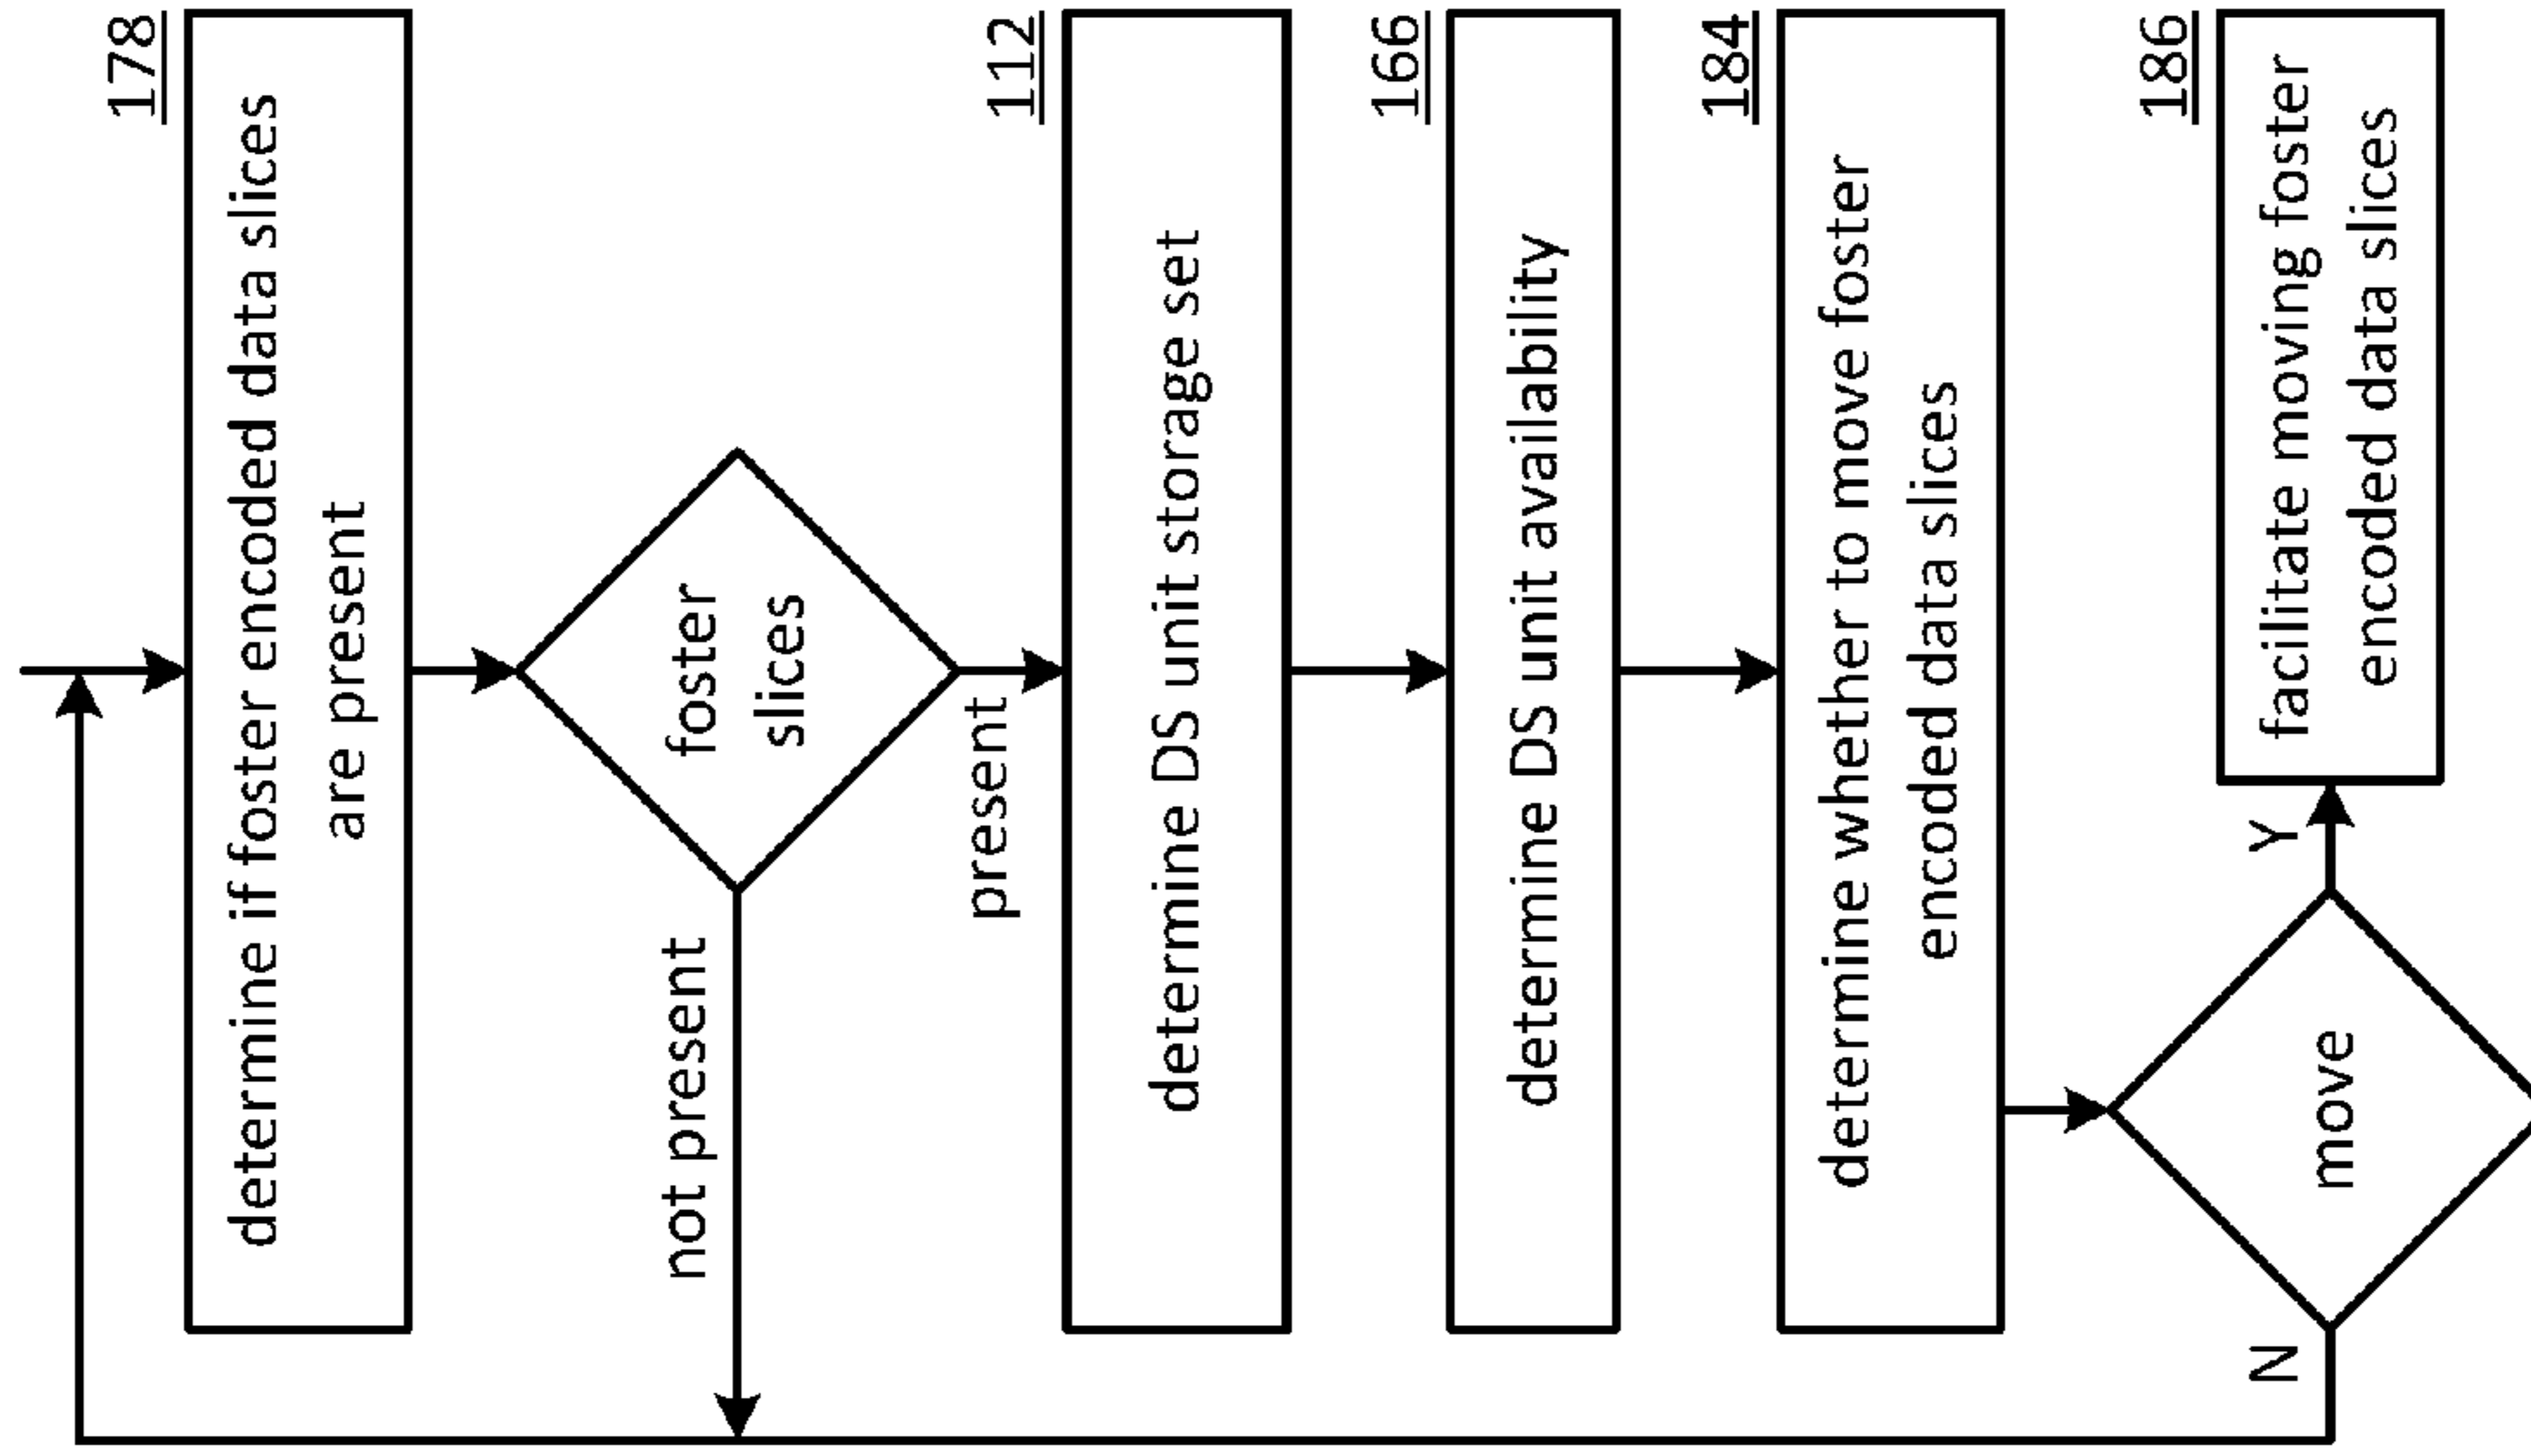 178
determine if foster encoded data slices
are present
foster
slices
not present
present
112
determine DS unit storage set
166
determine DS unit availability
184
determine whether to move foster
encoded data slices
move
N
Y
186
facilitate moving foster
encoded data slices